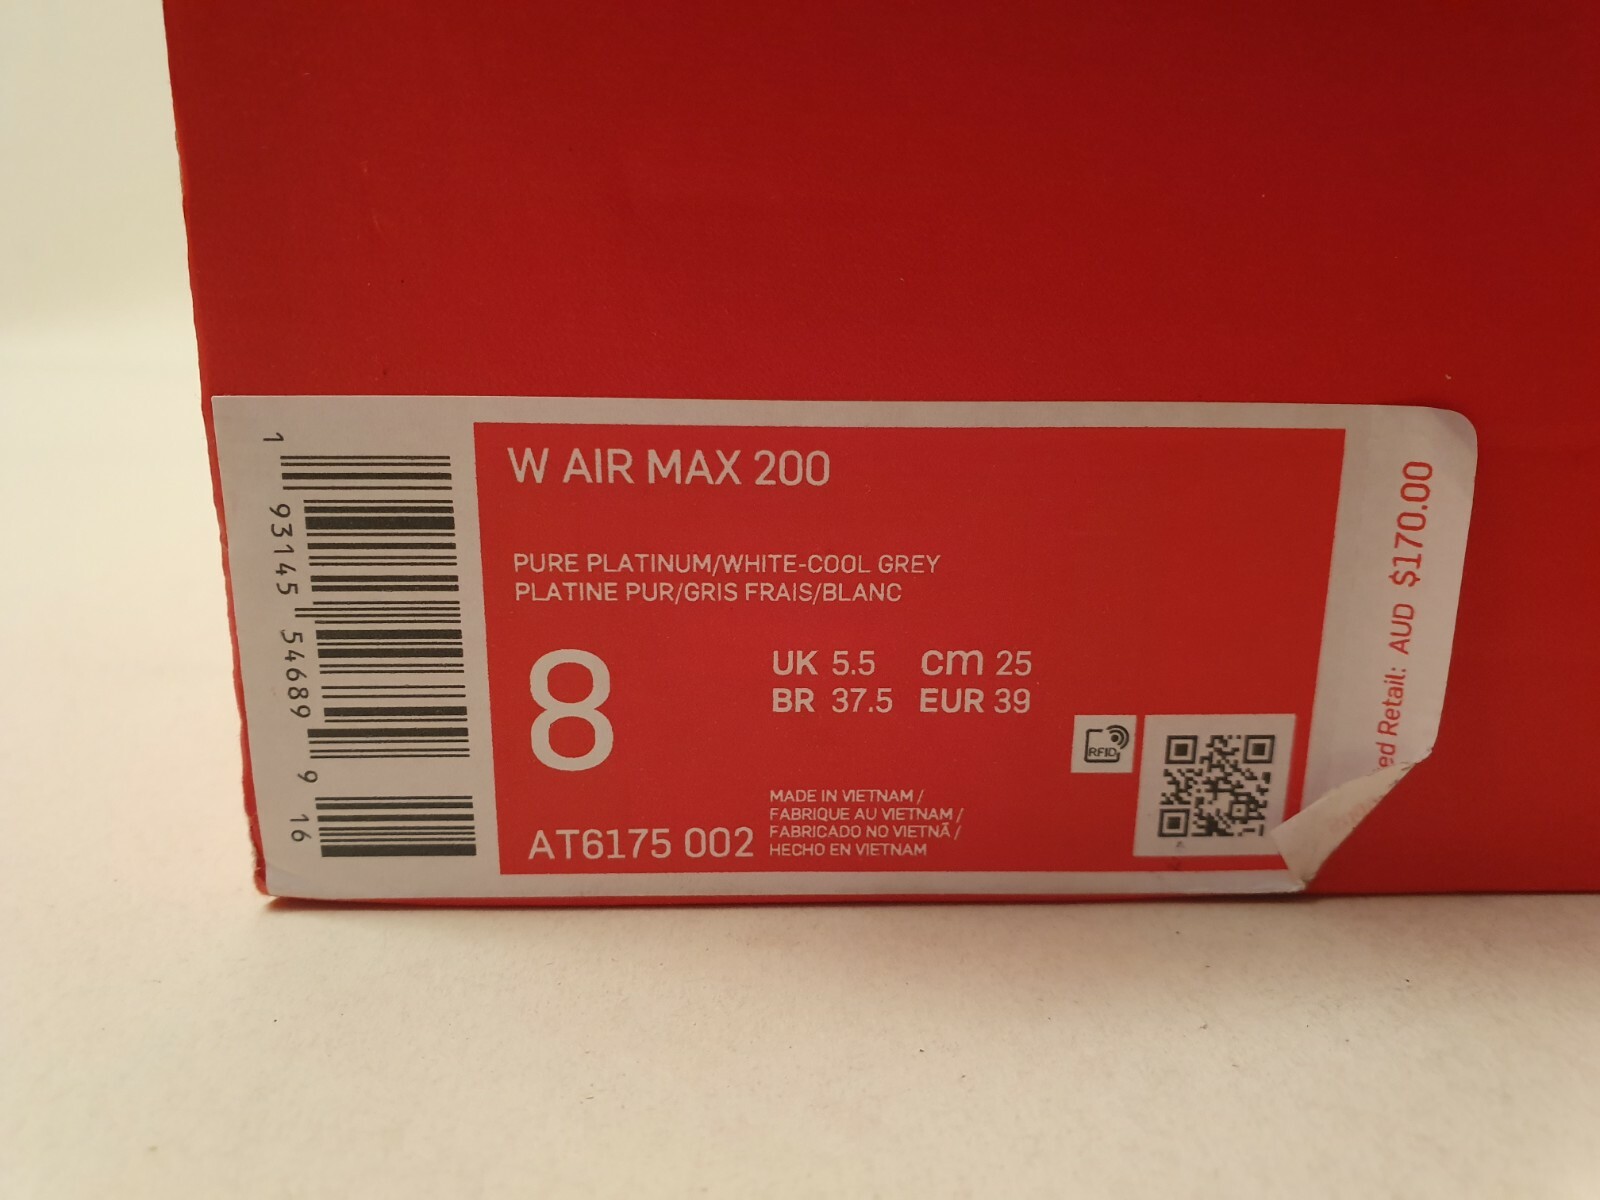 W AIR MAX 200
PURE PLATINUM/WHITE-COOL GREY
PLATINE PUR/GRIS FRAIS/BLANC
8
UK 5.5 cm 25
BR 37.5 EUR 39
RFID
AT6175 002
MADE IN VIETNAM /
FABRIQUE AU VIETNAM /
FABRICADO NO VIETNÃ /
HECHO EN VIETNAM
1 93145 54689 9 16
ed Retail: AUD $170.00